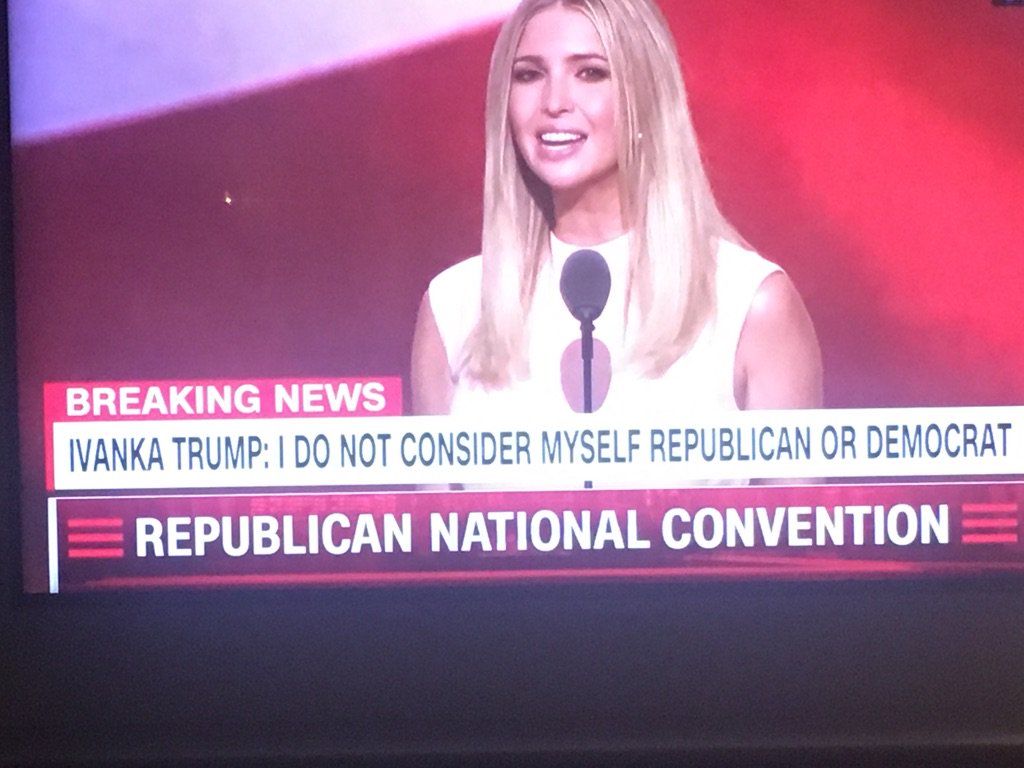 BREAKING NEWS
IVANKA TRUMP: I DO NOT CONSIDER MYSELF REPUBLICAN OR DEMOCRAT
REPUBLICAN NATIONAL CONVENTION